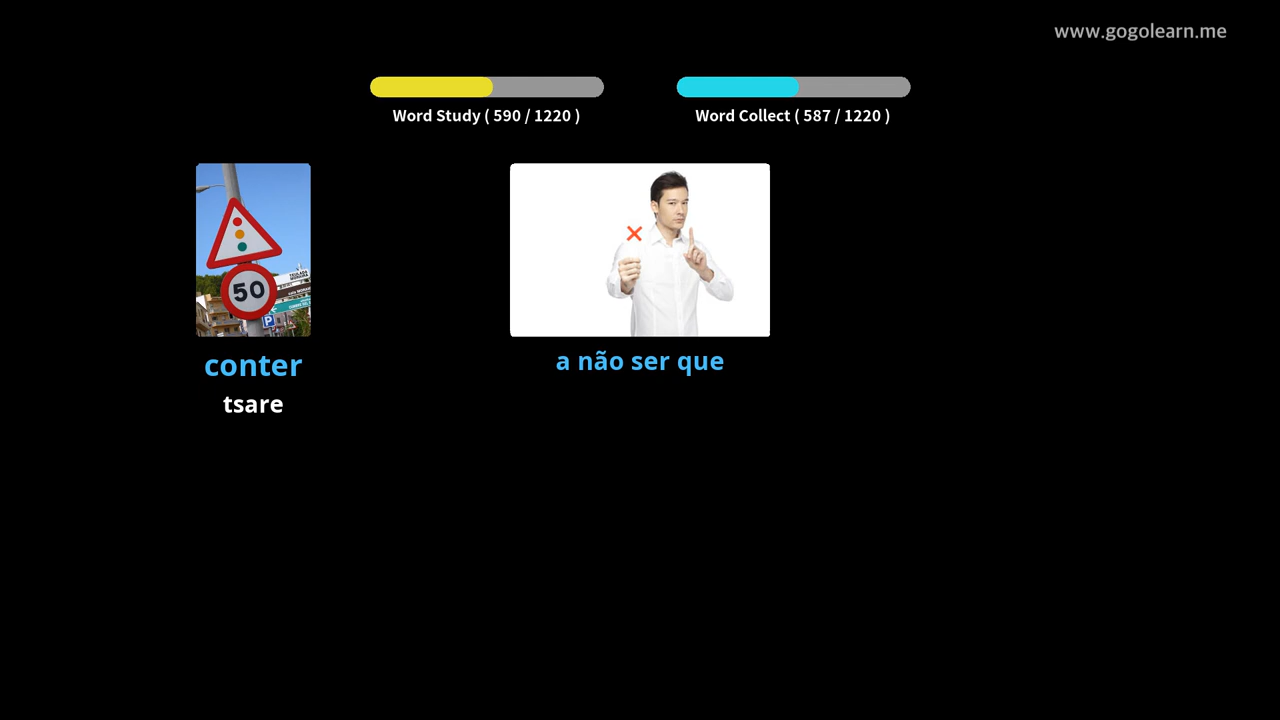 www.gogolearn.me
Word Study ( 590 / 1220 )
Word Collect ( 587 / 1220 )
50
P
conter
tsare
a não ser que